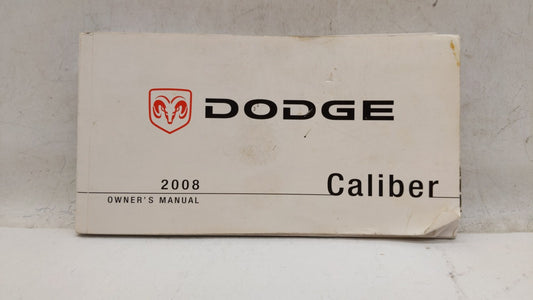 DODGE
2008
Caliber
OWNER'S MANUAL